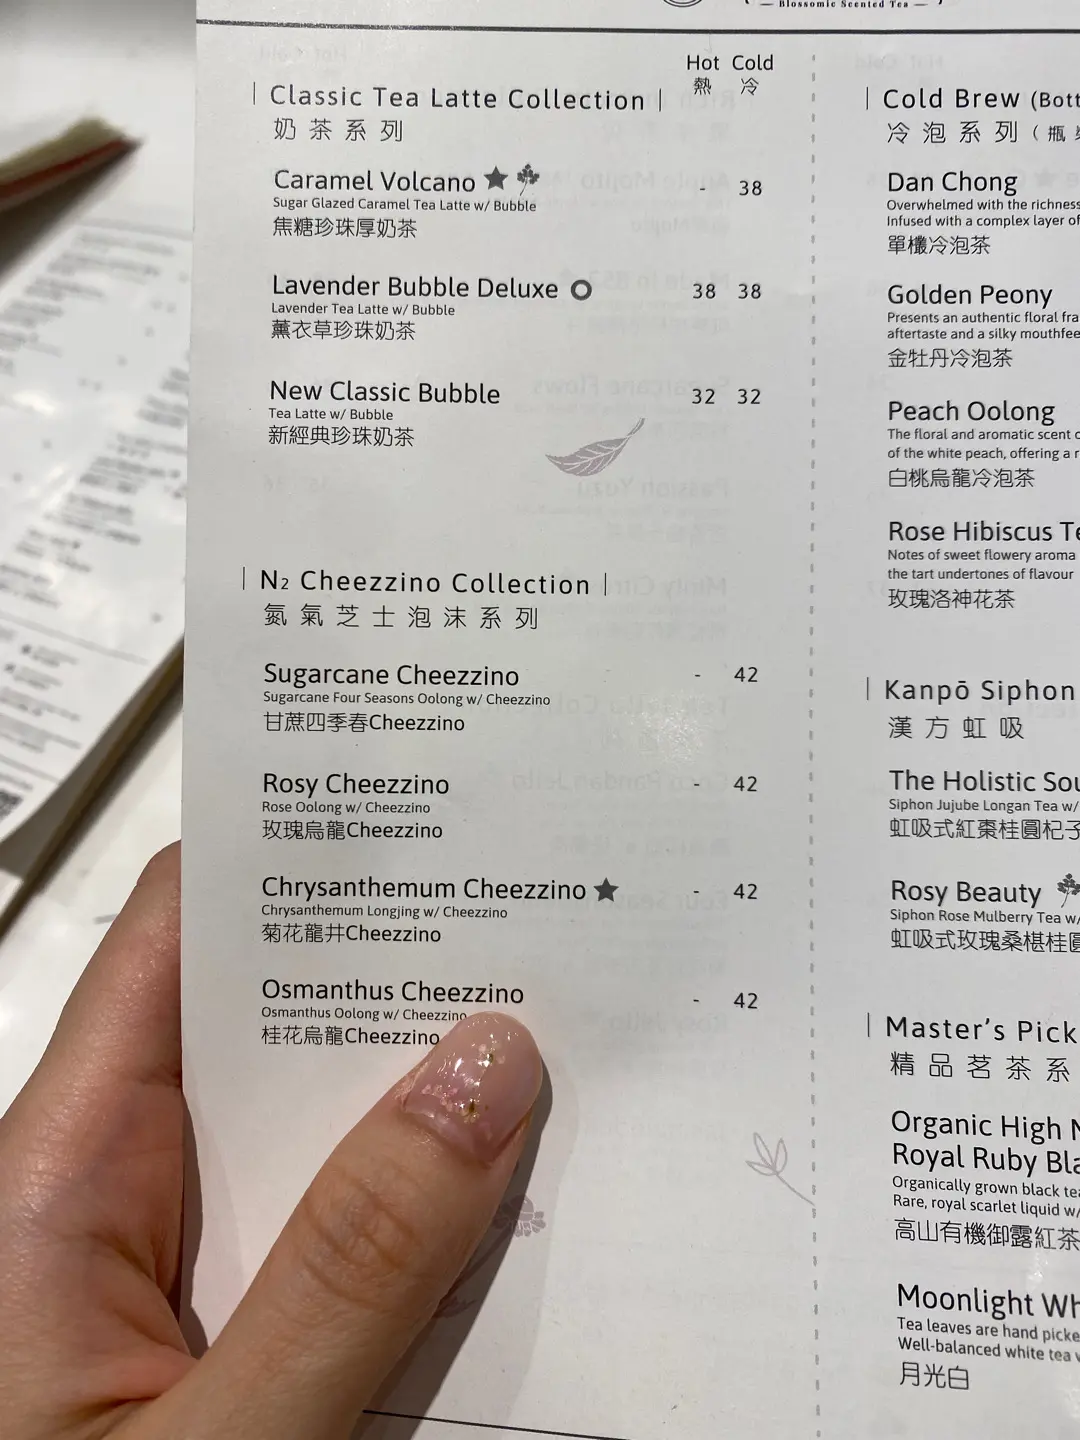 — Blossomic Scented Tea —
Hot Cold
熱 冷
Classic Tea Latte Collection
奶茶系列
Caramel Volcano - 38
Sugar Glazed Caramel Tea Latte w/ Bubble
焦糖珍珠厚奶茶
Lavender Bubble Deluxe 38 38
Lavender Tea Latte w/ Bubble
薰衣草珍珠奶茶
New Classic Bubble 32 32
Tea Latte w/ Bubble
新經典珍珠奶茶
N₂ Cheezzino Collection
氮氣芝士泡沫系列
Sugarcane Cheezzino - 42
Sugarcane Four Seasons Oolong w/ Cheezzino
甘蔗四季春Cheezzino
Rosy Cheezzino - 42
Rose Oolong w/ Cheezzino
玫瑰烏龍Cheezzino
Chrysanthemum Cheezzino - 42
Chrysanthemum Longjing w/ Cheezzino
菊花龍井Cheezzino
Osmanthus Cheezzino - 42
Osmanthus Oolong w/ Cheezzino
桂花烏龍Cheezzino
Cold Brew (Bott
冷泡系列(瓶
Dan Chong
Overwhelmed with the richness
Infused with a complex layer of
單欉冷泡茶
Golden Peony
Presents an authentic floral fra
aftertaste and a silky mouthfee
金牡丹冷泡茶
Peach Oolong
The floral and aromatic scent
of the white peach, offering a r
白桃烏龍冷泡茶
Rose Hibiscus Te
Notes of sweet flowery aroma
the tart undertones of flavour
玫瑰洛神花茶
Kanpō Siphon
漢方虹吸
The Holistic Sou
Siphon Jujube Longan Tea w/
虹吸式紅棗桂圓杞子
Rosy Beauty
Siphon Rose Mulberry Tea w/
虹吸式玫瑰桑椹桂圓
Master's Pick
精品茗茶系
Organic High M
Royal Ruby Bla
Organically grown black tea
Rare, royal scarlet liquid w/
高山有機御露紅茶
Moonlight Wh
Tea leaves are hand picke
Well-balanced white tea
月光白